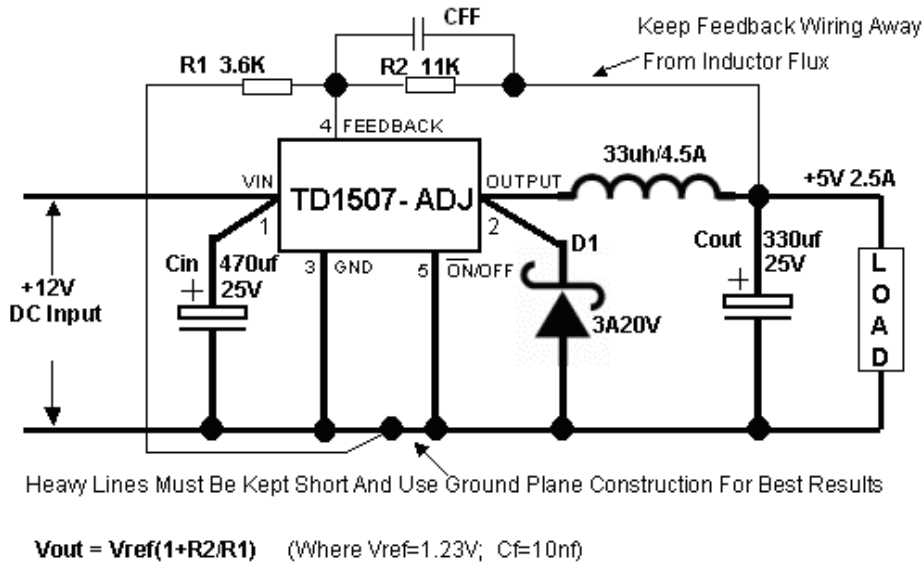 CFF
Keep Feedback Wiring Away
From Inductor Flux
R1 3.6K
R2 11K
4 FEEDBACK
33uh/4.5A
VIN
TD1507- ADJ
OUTPUT
+5V 2.5A
1
2
D1
Cin
470uf
25V
+
3
GND
5
ON/OFF
Cout
330uf
25V
+
+12V
DC Input
3A20V
LOAD
Heavy Lines Must Be Kept Short And Use Ground Plane Construction For Best Results
Vout = Vref(1+R2/R1) (Where Vref=1.23V; Cf=10nf)